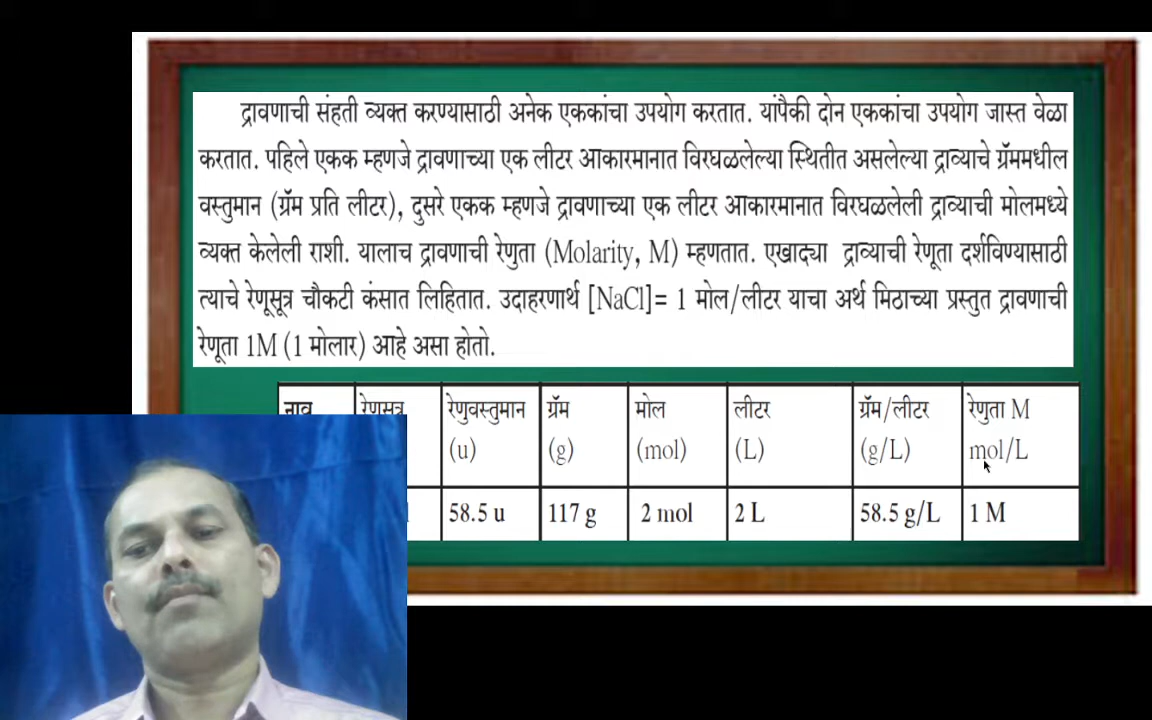 द्रावणाची संहती व्यक्त करण्यासाठी अनेक एककांचा उपयोग करतात. यांपैकी दोन एककांचा उपयोग जास्त वेळा
करतात. पहिले एकक म्हणजे द्रावणाच्या एक लीटर आकारमानात विरघळलेल्या स्थितीत असलेल्या द्राव्याचे ग्रॅममधील
वस्तुमान (ग्रॅम प्रति लीटर), दुसरे एकक म्हणजे द्रावणाच्या एक लीटर आकारमानात विरघळलेली द्राव्याची मोलमध्ये
व्यक्त केलेली राशी. यालाच द्रावणाची रेणुता (Molarity, M) म्हणतात. एखाद्या द्राव्याची रेणूता दर्शविण्यासाठी
त्याचे रेणूसूत्र चौकटी कंसात लिहितात. उदाहरणार्थ [NaCl]= 1 मोल/लीटर याचा अर्थ मिठाच्या प्रस्तुत द्रावणाची
रेणूता 1M (1 मोलार) आहे असा होतो.
नाव रेणुसूत्र रेणुवस्तुमान ग्रॅम मोल लीटर ग्रॅम/लीटर रेणुता M
(u) (g) (mol) (L) (g/L) mol/L
58.5 u 117 g 2 mol 2 L 58.5 g/L 1 M